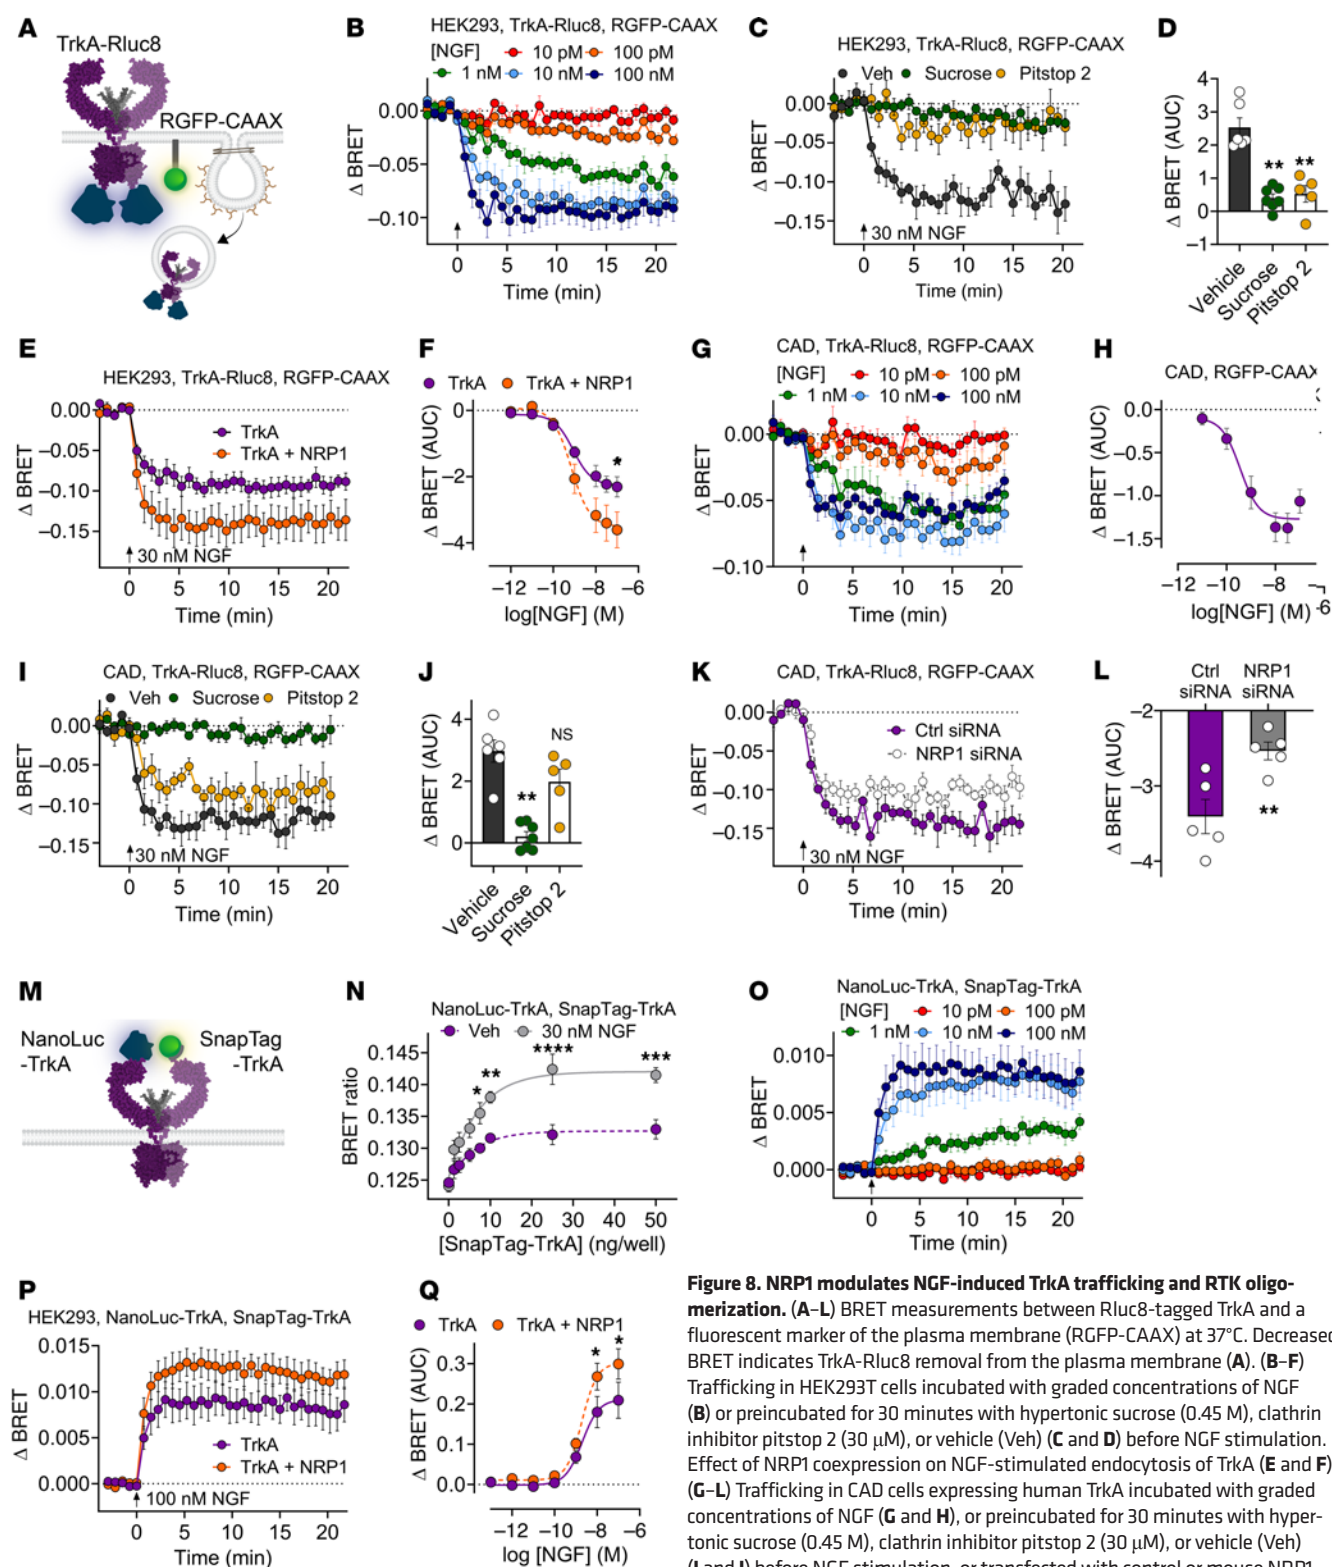 A
TrkA-Rluc8
RGFP-CAAX
B
HEK293, TrkA-Rluc8, RGFP-CAAX
[NGF] 10 pM 100 pM
1 nM 10 nM 100 nM
0.00
−0.05
−0.10
Δ BRET
0 5 10 15 20
Time (min)
C
HEK293, TrkA-Rluc8, RGFP-CAAX
Veh Sucrose Pitstop 2
0.00
−0.05
−0.10
−0.15
Δ BRET
30 nM NGF
0 5 10 15 20
Time (min)
D
4
3
2
1
0
−1
Δ BRET (AUC)
** **
Vehicle
Sucrose
Pitstop 2
E
HEK293, TrkA-Rluc8, RGFP-CAAX
0.00
−0.05
−0.10
−0.15
Δ BRET
TrkA
TrkA + NRP1
30 nM NGF
0 5 10 15 20
Time (min)
F
TrkA TrkA + NRP1
0
−2
−4
Δ BRET (AUC)
*
−12 −10 −8 −6
log[NGF] (M)
G
CAD, TrkA-Rluc8, RGFP-CAAX
[NGF] 10 pM 100 pM
1 nM 10 nM 100 nM
0.00
−0.05
−0.10
Δ BRET
0 5 10 15 20
Time (min)
H
CAD, RGFP-CAAX
0.0
−0.5
−1.0
−1.5
Δ BRET (AUC)
−12 −10 −8
log[NGF] (M) -6
I
CAD, TrkA-Rluc8, RGFP-CAAX
Veh Sucrose Pitstop 2
0.00
−0.05
−0.10
−0.15
Δ BRET
30 nM NGF
0 5 10 15 20
Time (min)
J
4
2
0
Δ BRET (AUC)
**
NS
Vehicle
Sucrose
Pitstop 2
K
CAD, TrkA-Rluc8, RGFP-CAAX
0.00
−0.05
−0.10
−0.15
Δ BRET
Ctrl siRNA
NRP1 siRNA
30 nM NGF
0 5 10 15 20
Time (min)
L
Ctrl NRP1
siRNA siRNA
−2
−3
−4
Δ BRET (AUC)
**
M
NanoLuc SnapTag
-TrkA -TrkA
N
NanoLuc-TrkA, SnapTag-TrkA
Veh 30 nM NGF
0.145
0.140
0.135
0.130
0.125
BRET ratio
* ** **** ***
0 10 20 30 40 50
[SnapTag-TrkA] (ng/well)
O
NanoLuc-TrkA, SnapTag-TrkA
[NGF] 10 pM 100 pM
1 nM 10 nM 100 nM
0.010
0.005
0.000
Δ BRET
0 5 10 15 20
Time (min)
P
HEK293, NanoLuc-TrkA, SnapTag-TrkA
0.015
0.010
0.005
0.000
Δ BRET
TrkA
TrkA + NRP1
100 nM NGF
0 5 10 15 20
Time (min)
Q
TrkA TrkA + NRP1
0.3
0.2
0.1
0.0
Δ BRET (AUC)
* *
−12 −10 −8 −6
log [NGF] (M)
Figure 8. NRP1 modulates NGF-induced TrkA trafficking and RTK oligo-
merization. (A–L) BRET measurements between Rluc8-tagged TrkA and a
fluorescent marker of the plasma membrane (RGFP-CAAX) at 37°C. Decreased
BRET indicates TrkA-Rluc8 removal from the plasma membrane (A). (B–F)
Trafficking in HEK293T cells incubated with graded concentrations of NGF
(B) or preincubated for 30 minutes with hypertonic sucrose (0.45 M), clathrin
inhibitor pitstop 2 (30 μM), or vehicle (Veh) (C and D) before NGF stimulation.
Effect of NRP1 coexpression on NGF-stimulated endocytosis of TrkA (E and F)
(G–L) Trafficking in CAD cells expressing human TrkA incubated with graded
concentrations of NGF (G and H), or preincubated for 30 minutes with hyper-
tonic sucrose (0.45 M), clathrin inhibitor pitstop 2 (30 μM), or vehicle (Veh)
(I and J) before NGF stimulation, or transfected with control or mouse NRP1